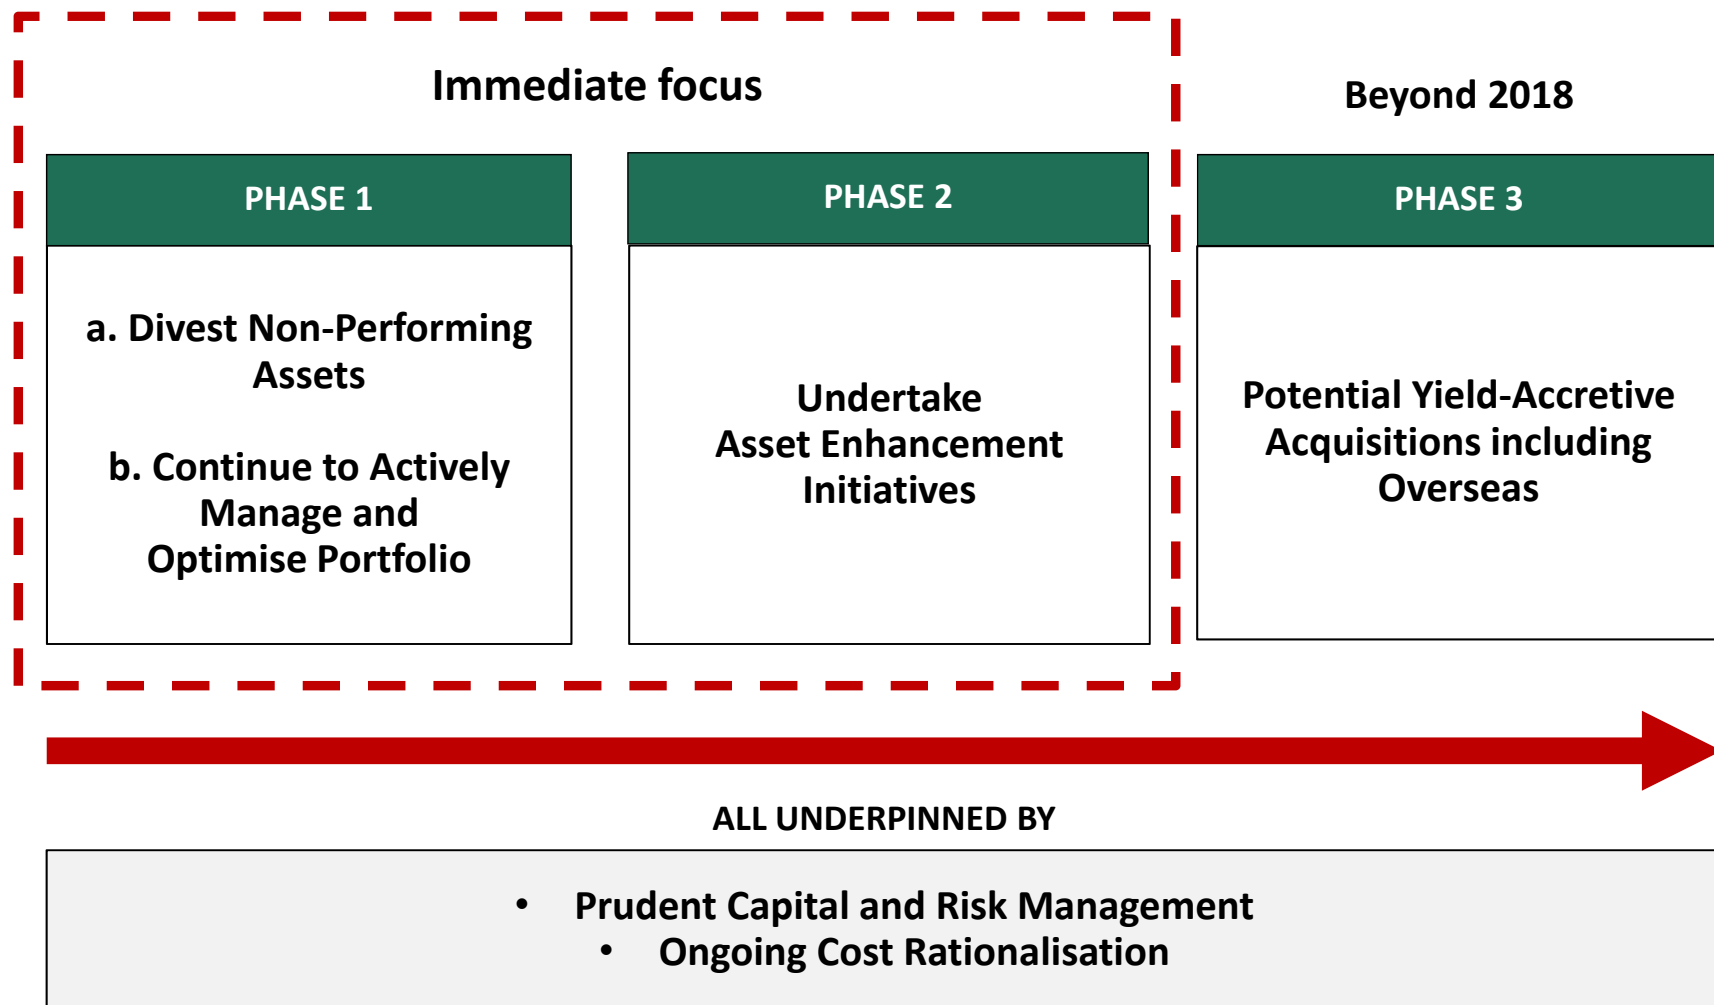 Immediate focus
Beyond 2018
PHASE 1
a. Divest Non-Performing
Assets
b. Continue to Actively
Manage and
Optimise Portfolio
PHASE 2
Undertake
Asset Enhancement
Initiatives
PHASE 3
Potential Yield-Accretive
Acquisitions including
Overseas
ALL UNDERPINNED BY
• Prudent Capital and Risk Management
• Ongoing Cost Rationalisation